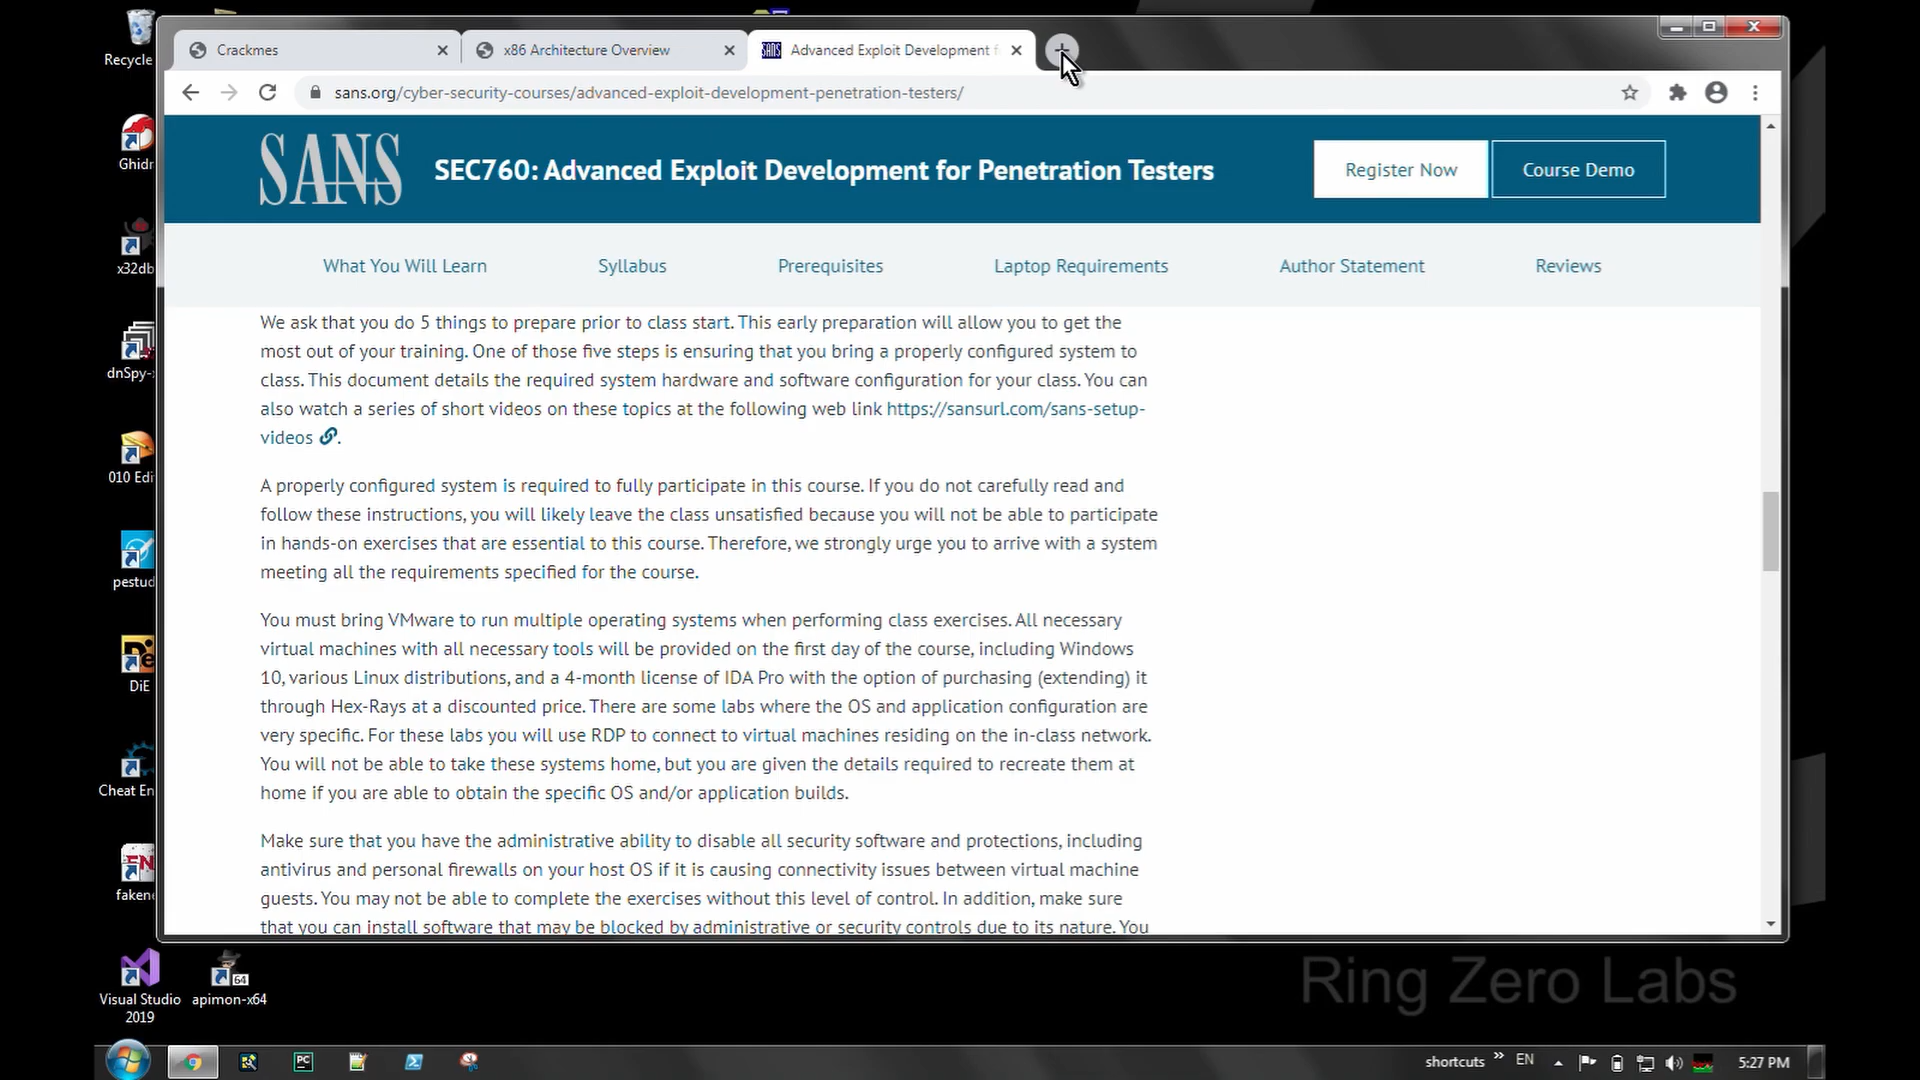 Crackmes
x86 Architecture Overview
SANS
Advanced Exploit Development f
sans.org/cyber-security-courses/advanced-exploit-development-penetration-testers/
SANS
SEC760: Advanced Exploit Development for Penetration Testers
Register Now
Course Demo
What You Will Learn
Syllabus
Prerequisites
Laptop Requirements
Author Statement
Reviews
We ask that you do 5 things to prepare prior to class start. This early preparation will allow you to get the
most out of your training. One of those five steps is ensuring that you bring a properly configured system to
class. This document details the required system hardware and software configuration for your class. You can
also watch a series of short videos on these topics at the following web link https://sansurl.com/sans-setup-
videos .
A properly configured system is required to fully participate in this course. If you do not carefully read and
follow these instructions, you will likely leave the class unsatisfied because you will not be able to participate
in hands-on exercises that are essential to this course. Therefore, we strongly urge you to arrive with a system
meeting all the requirements specified for the course.
You must bring VMware to run multiple operating systems when performing class exercises. All necessary
virtual machines with all necessary tools will be provided on the first day of the course, including Windows
10, various Linux distributions, and a 4-month license of IDA Pro with the option of purchasing (extending) it
through Hex-Rays at a discounted price. There are some labs where the OS and application configuration are
very specific. For these labs you will use RDP to connect to virtual machines residing on the in-class network.
You will not be able to take these systems home, but you are given the details required to recreate them at
home if you are able to obtain the specific OS and/or application builds.
Make sure that you have the administrative ability to disable all security software and protections, including
antivirus and personal firewalls on your host OS if it is causing connectivity issues between virtual machine
guests. You may not be able to complete the exercises without this level of control. In addition, make sure
that you can install software that may be blocked by administrative or security controls due to its nature. You
Recycle
Ghidr
x32db
dnSpy-
010 Edi
pestud
DiE
Cheat En
faken
Visual Studio
2019
64
apimon-x64
Ring Zero Labs
PC
shortcuts
EN
5:27 PM